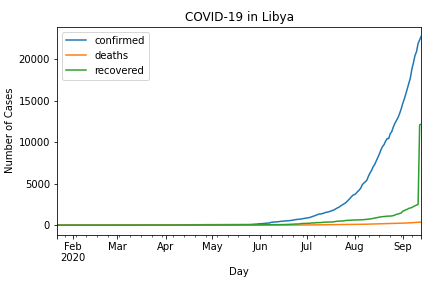 COVID-19 in Libya
confirmed
deaths
recovered
Number of Cases
20000
15000
10000
5000
0
Feb Mar Apr May Jun Jul Aug Sep
2020
Day